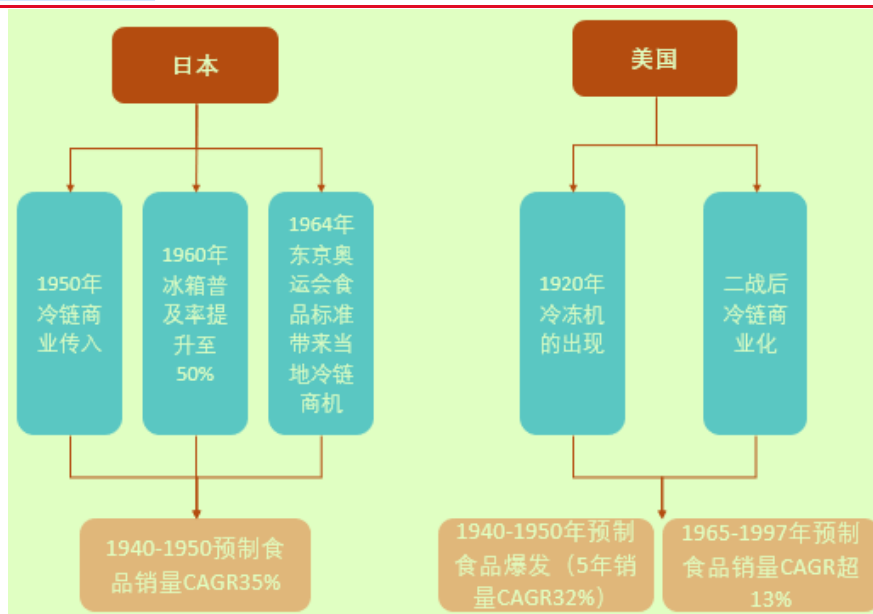 日本
1950年
冷链商
业传入
1960年
冰箱普
及率提
升至
50%
1964年
东京奥
运会食
品标准
带来当
地冷链
商机
1940-1950预制食
品销量CAGR35%
美国
1920年
冷冻机
的出现
二战后
冷链商
业化
1940-1950年预制
食品爆发（5年销
量CAGR32%）
1965-1997年预制
食品销量CAGR超
13%